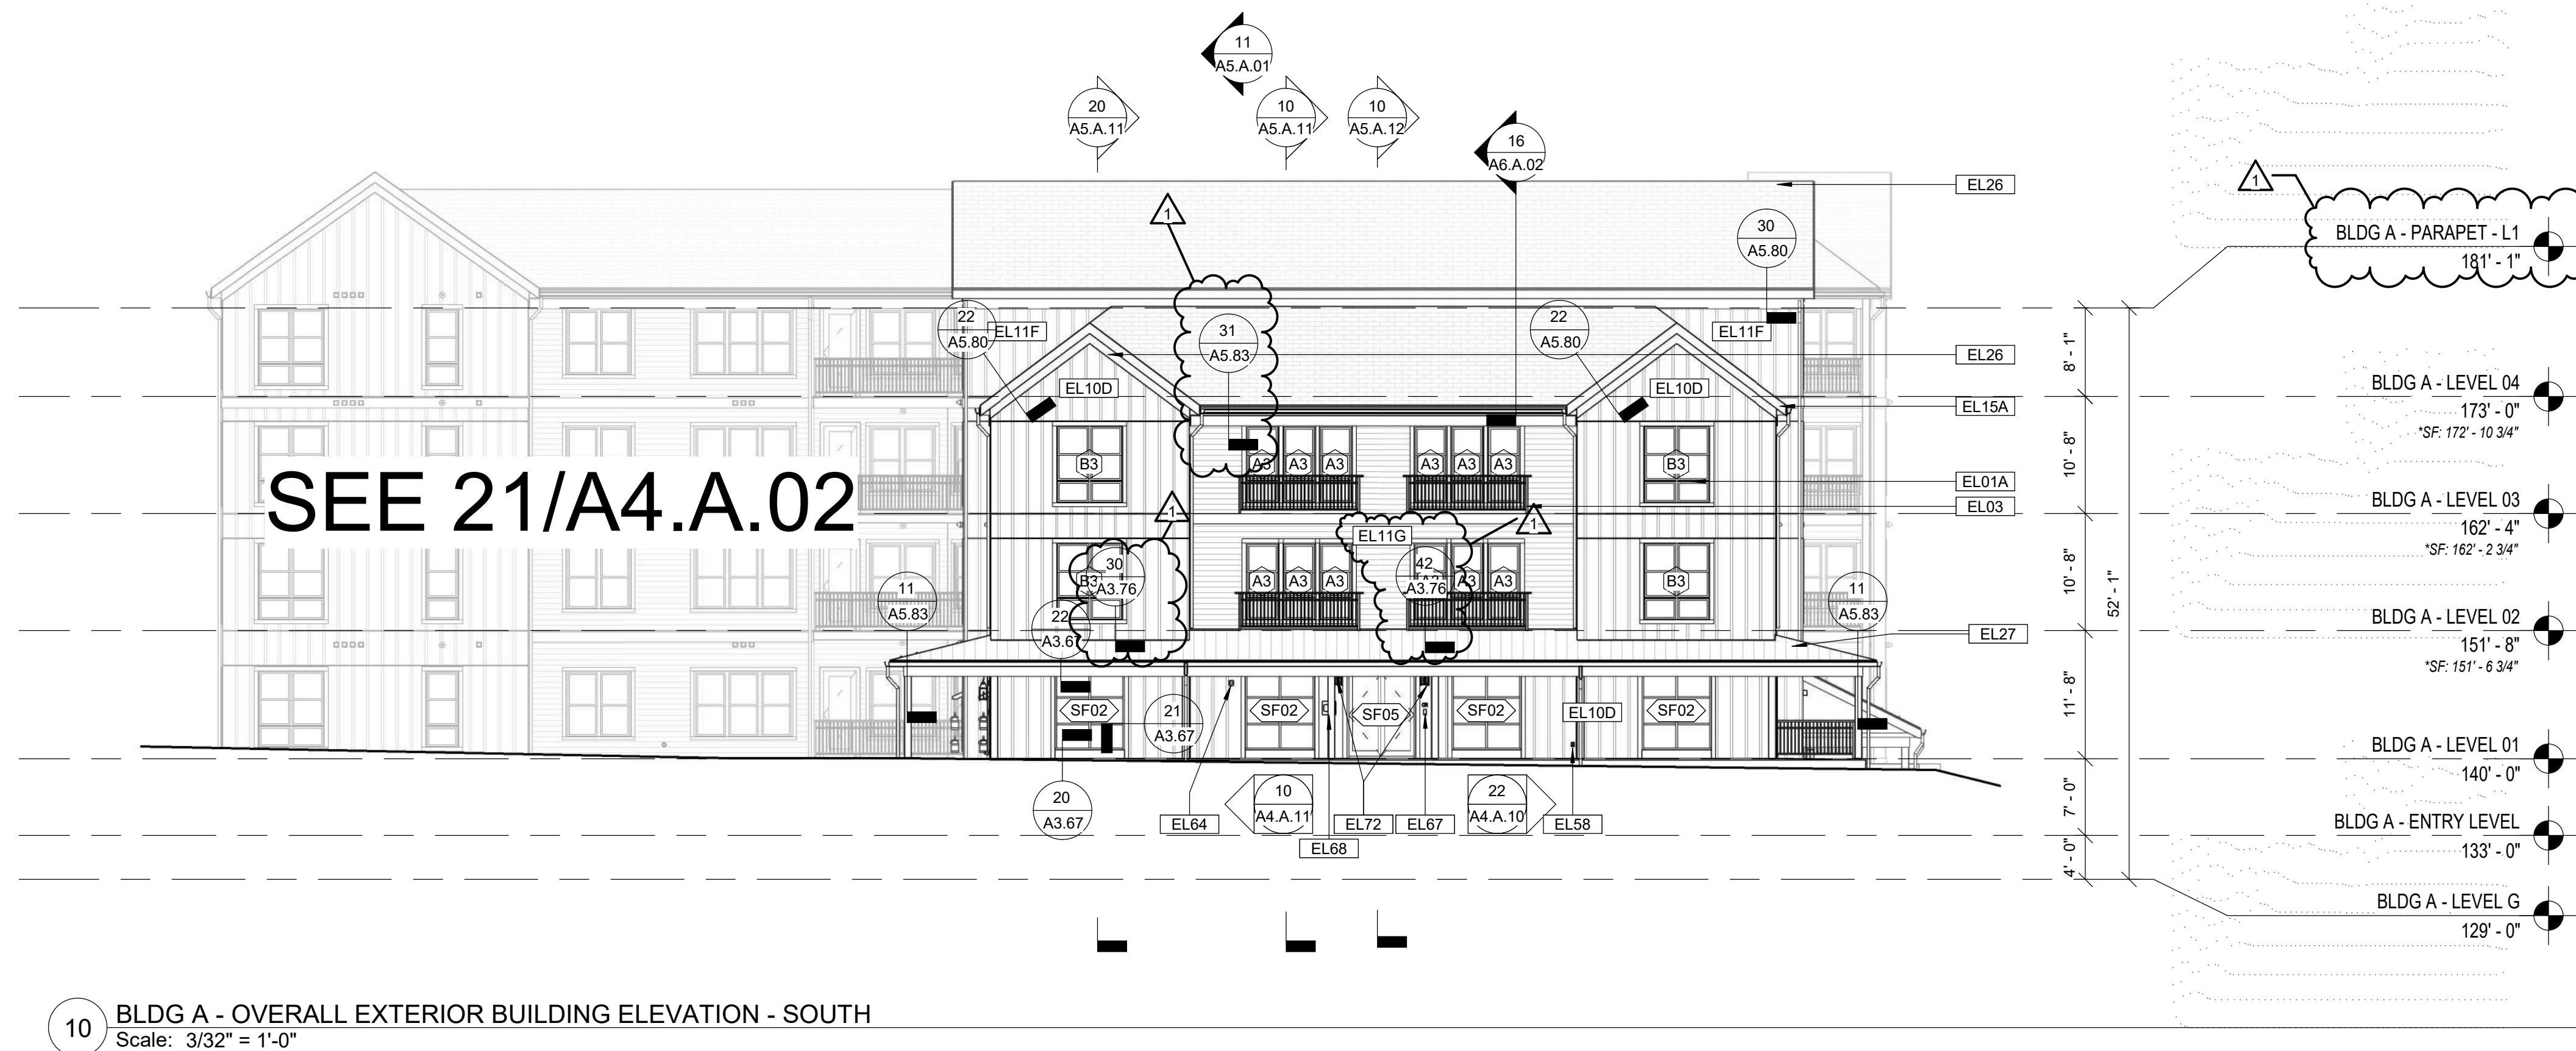 11
A5.A.01
20
A5.A.11
10
A5.A.11
10
A5.A.12
16
A6.A.02
EL26
1
1
30
A5.80
BLDG A - PARAPET - L1
181' - 1"
22
A5.80
EL11F
31
A5.83
22
A5.80
EL11F
EL26
8' - 1"
EL10D
EL10D
BLDG A - LEVEL 04
173' - 0"
*SF: 172' - 10 3/4"
EL15A
10' - 8"
B3
A3
A3
A3
A3
A3
A3
B3
SEE 21/A4.A.02
EL01A
EL03
BLDG A - LEVEL 03
162' - 4"
*SF: 162' - 2 3/4"
1
1
EL11G
30
A3.76
B3
A3
A3
A3
42
A3.76
A3
A3
B3
10' - 8"
52' - 1"
11
A5.83
22
A3.67
11
A5.83
BLDG A - LEVEL 02
151' - 8"
*SF: 151' - 6 3/4"
EL27
11' - 8"
SF02
21
A3.67
SF02
SF05
SF02
EL10D
SF02
BLDG A - LEVEL 01
140' - 0"
7' - 0"
20
A3.67
EL64
10
A4.A.11
EL72
EL67
22
A4.A.10
EL58
EL68
BLDG A - ENTRY LEVEL
133' - 0"
4' - 0"
BLDG A - LEVEL G
129' - 0"
10
BLDG A - OVERALL EXTERIOR BUILDING ELEVATION - SOUTH
Scale: 3/32" = 1'-0"